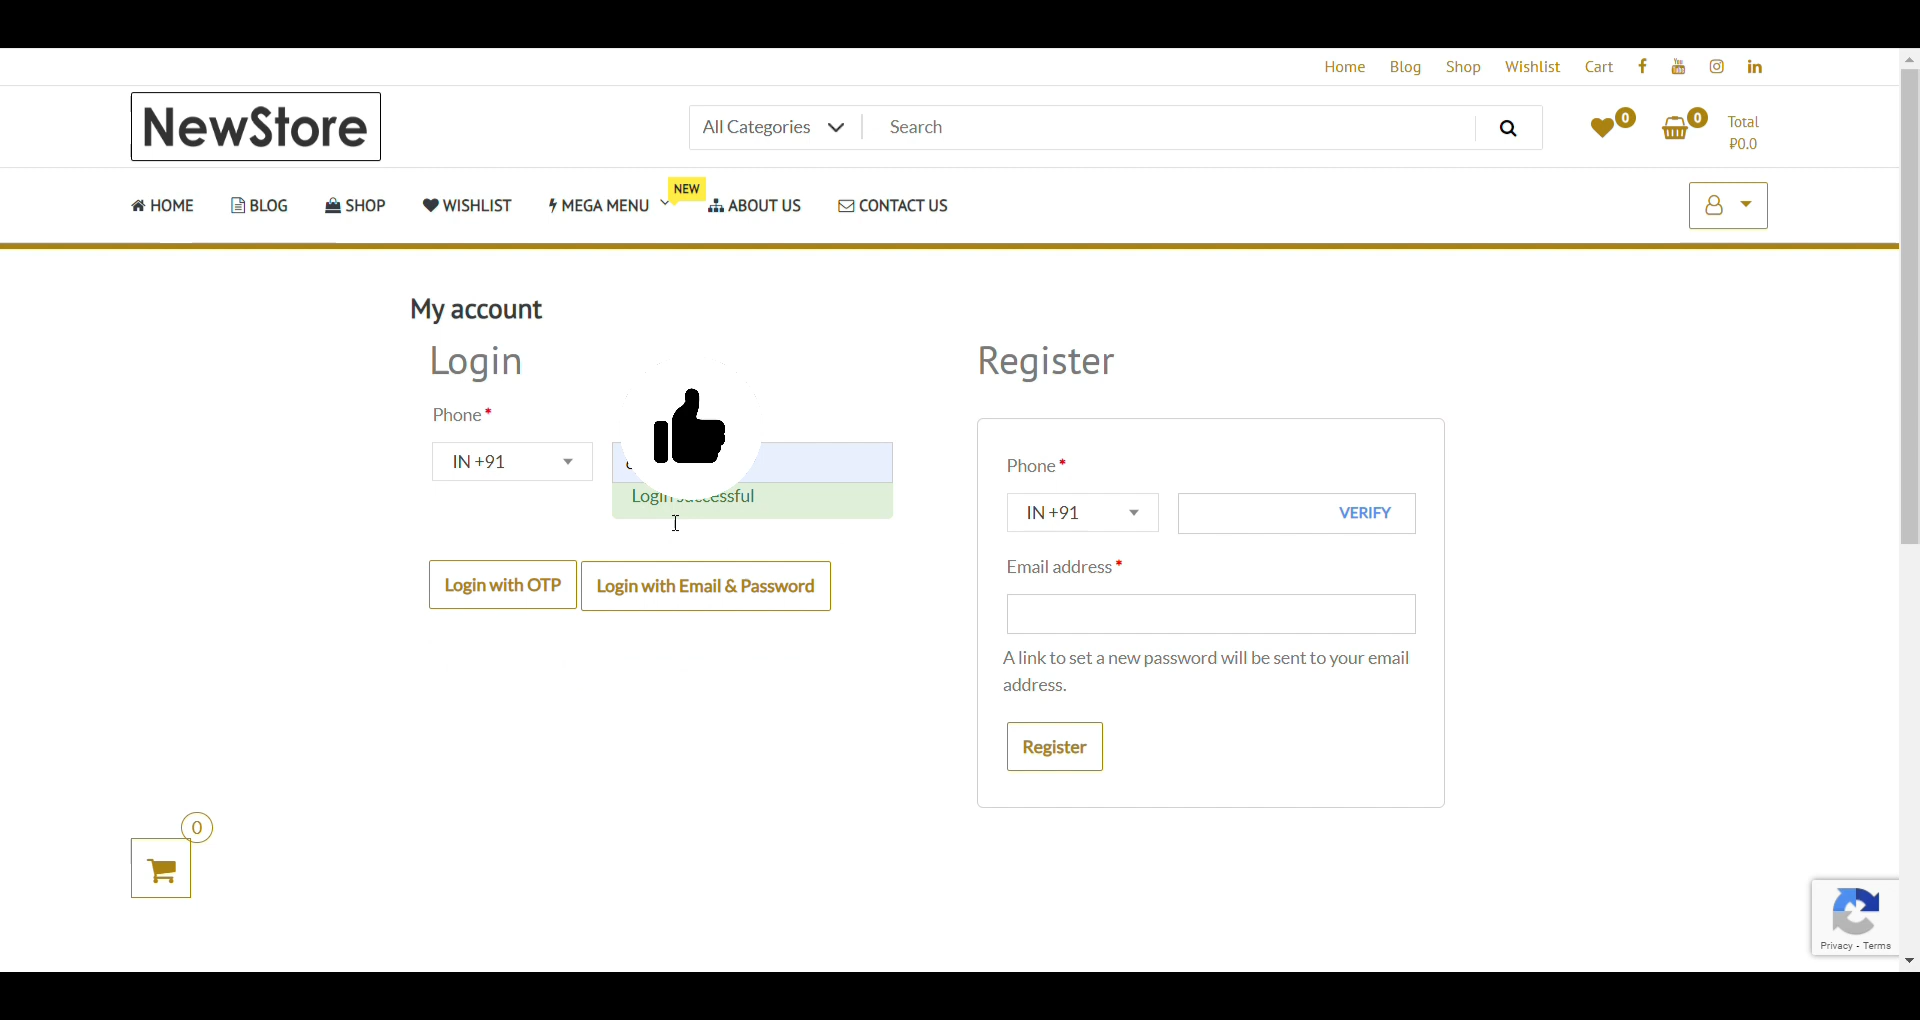 Home Blog Shop Wishlist Cart
NewStore
All Categories Search
0 0 Total
₽0.0
NEW
HOME BLOG SHOP WISHLIST MEGA MENU ABOUT US CONTACT US
My account
Login
Phone*
IN +91
Login successful
Login with OTP Login with Email & Password
Register
Phone*
IN +91 VERIFY
Email address*
A link to set a new password will be sent to your email
address.
Register
0
Privacy - Terms